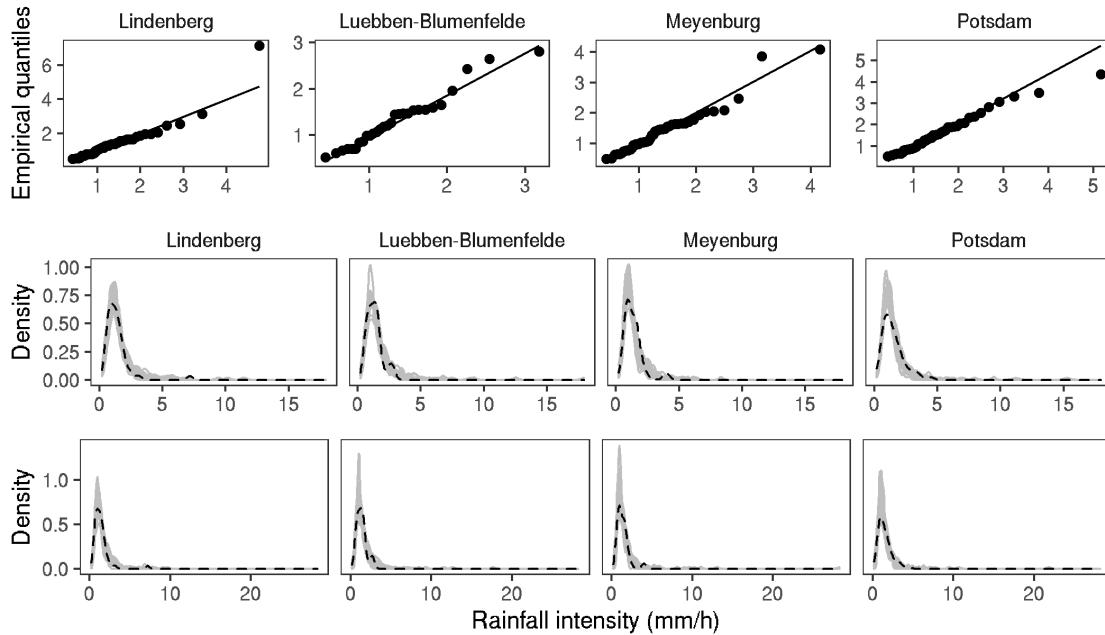 Lindenberg Luebben-Blumenfelde Meyenburg Potsdam
Empirical quantiles
6
4
2
1 2 3 4
3
2
1
1 2 3
4
3
2
1
1 2 3 4
5
4
3
2
1
1 2 3 4 5
Lindenberg Luebben-Blumenfelde Meyenburg Potsdam
Density
1.00
0.75
0.50
0.25
0.00
0 5 10 15 0 5 10 15 0 5 10 15 0 5 10 15
Density
1.0
0.5
0.0
0 10 20 0 10 20 0 10 20 0 10 20
Rainfall intensity (mm/h)